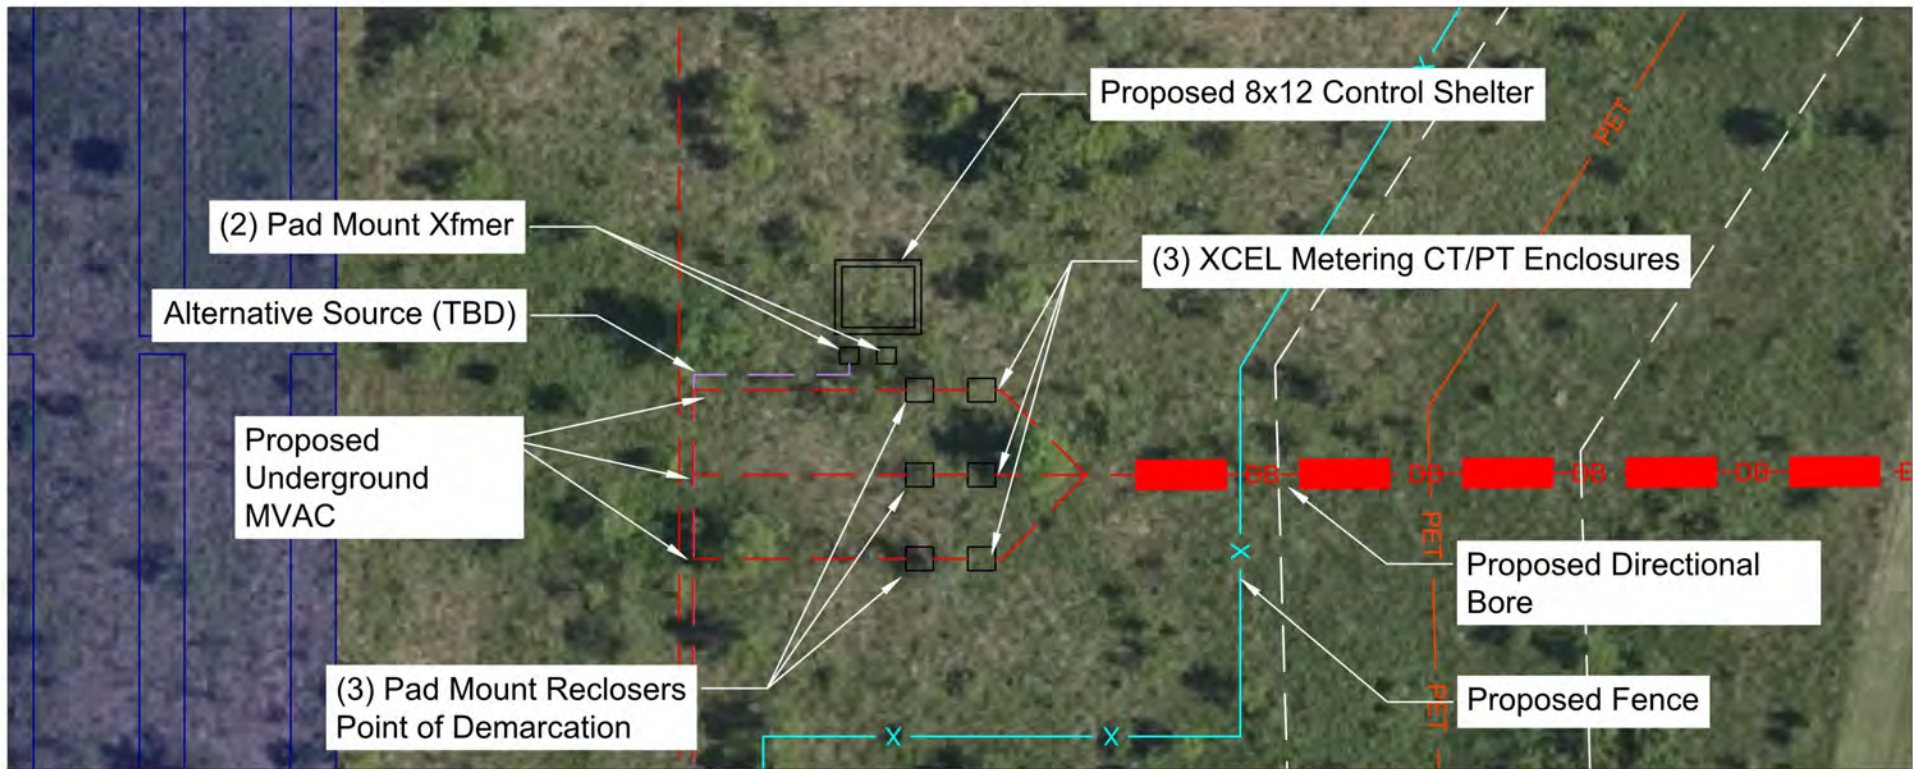 Proposed 8x12 Control Shelter
(2) Pad Mount Xfmer
(3) XCEL Metering CT/PT Enclosures
Alternative Source (TBD)
Proposed
Underground
MVAC
Proposed Directional
Bore
(3) Pad Mount Reclosers
Point of Demarcation
Proposed Fence
X
PET
DB
DB
DB
DB
PET
X
PET
X
X